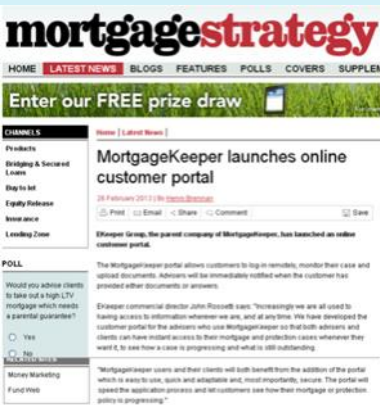 mortgagestrategy
HOME LATEST NEWS BLOGS FEATURES POLLS COVERS SUPPLEM
Enter our FREE prize draw
CHANNELS
Products
Bridging & Secured
Loans
Buy to let
Equity Release
Insurance
Lending Zone
POLL
Would you advise clients
to take out a high LTV
mortgage which needs
a parental guarantee?
Yes
No
Money Marketing
Fund Web
Home | Latest News |
MortgageKeeper launches online
customer portal
28 February 2013 | By
Print Email Share Comment Save
EKeeper Group, the parent company of MortgageKeeper, has launched an online
customer portal.
The MortgageKeeper portal allows customers to log-in remotely, monitor their case and
upload documents. Advisers will be immediately notified when the customer has
provided either documents or answers.
EKeeper commercial director John Rossetti says: "Increasingly we are all used to
having access to information wherever we are, and at any time. We have developed the
customer portal for the advisers who use MortgageKeeper so that both advisers and
clients can have instant access to their mortgage and protection cases whenever they
want it, to see how a case is progressing and what is still outstanding.
"MortgageKeeper users and their clients will both benefit from the addition of the portal
which is easy to use, quick and adaptable and, most importantly, secure. The portal will
speed the application process and let customers see how their mortgage or protection
policy is progressing."